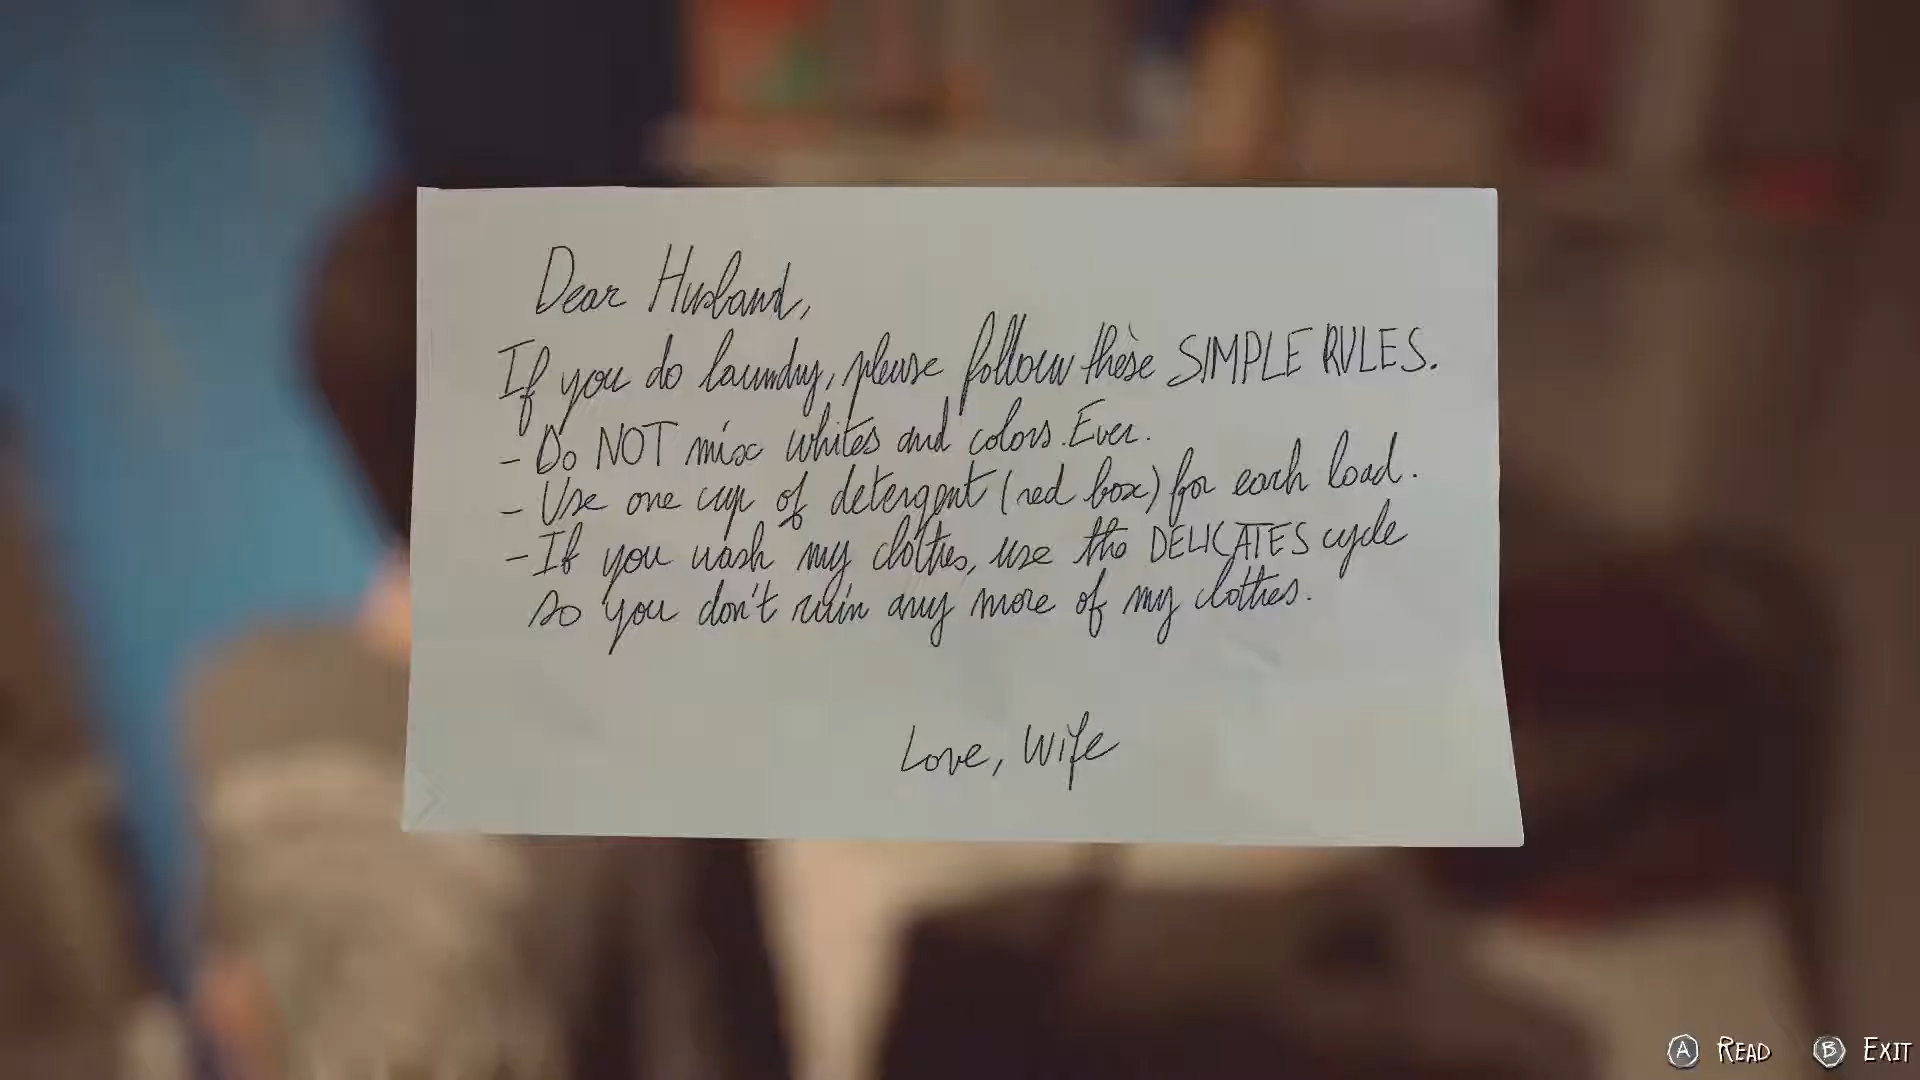 Dear Husband,
If you do laundry, please follow these SIMPLE RULES.
- Do NOT mix whites and colors. Ever.
- Use one cup of detergent (red box) for each load.
- If you wash my clothes, use the DELICATES cycle
so you don't ruin any more of my clothes.
Love, Wife
A READ B EXIT